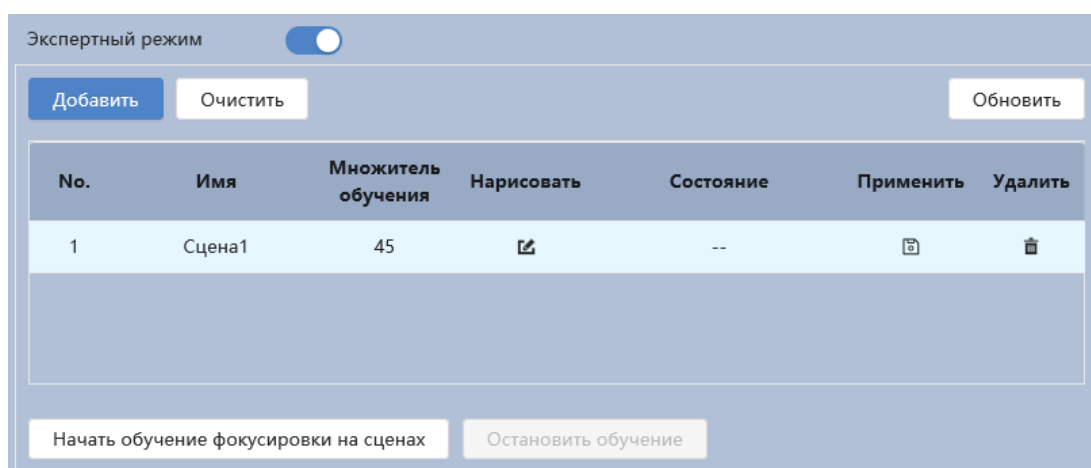 Экспертный режим
Добавить Очистить Обновить
No. Имя Множитель обучения Нарисовать Состояние Применить Удалить
1 Сцена1 45 --
Начать обучение фокусировки на сценах Остановить обучение